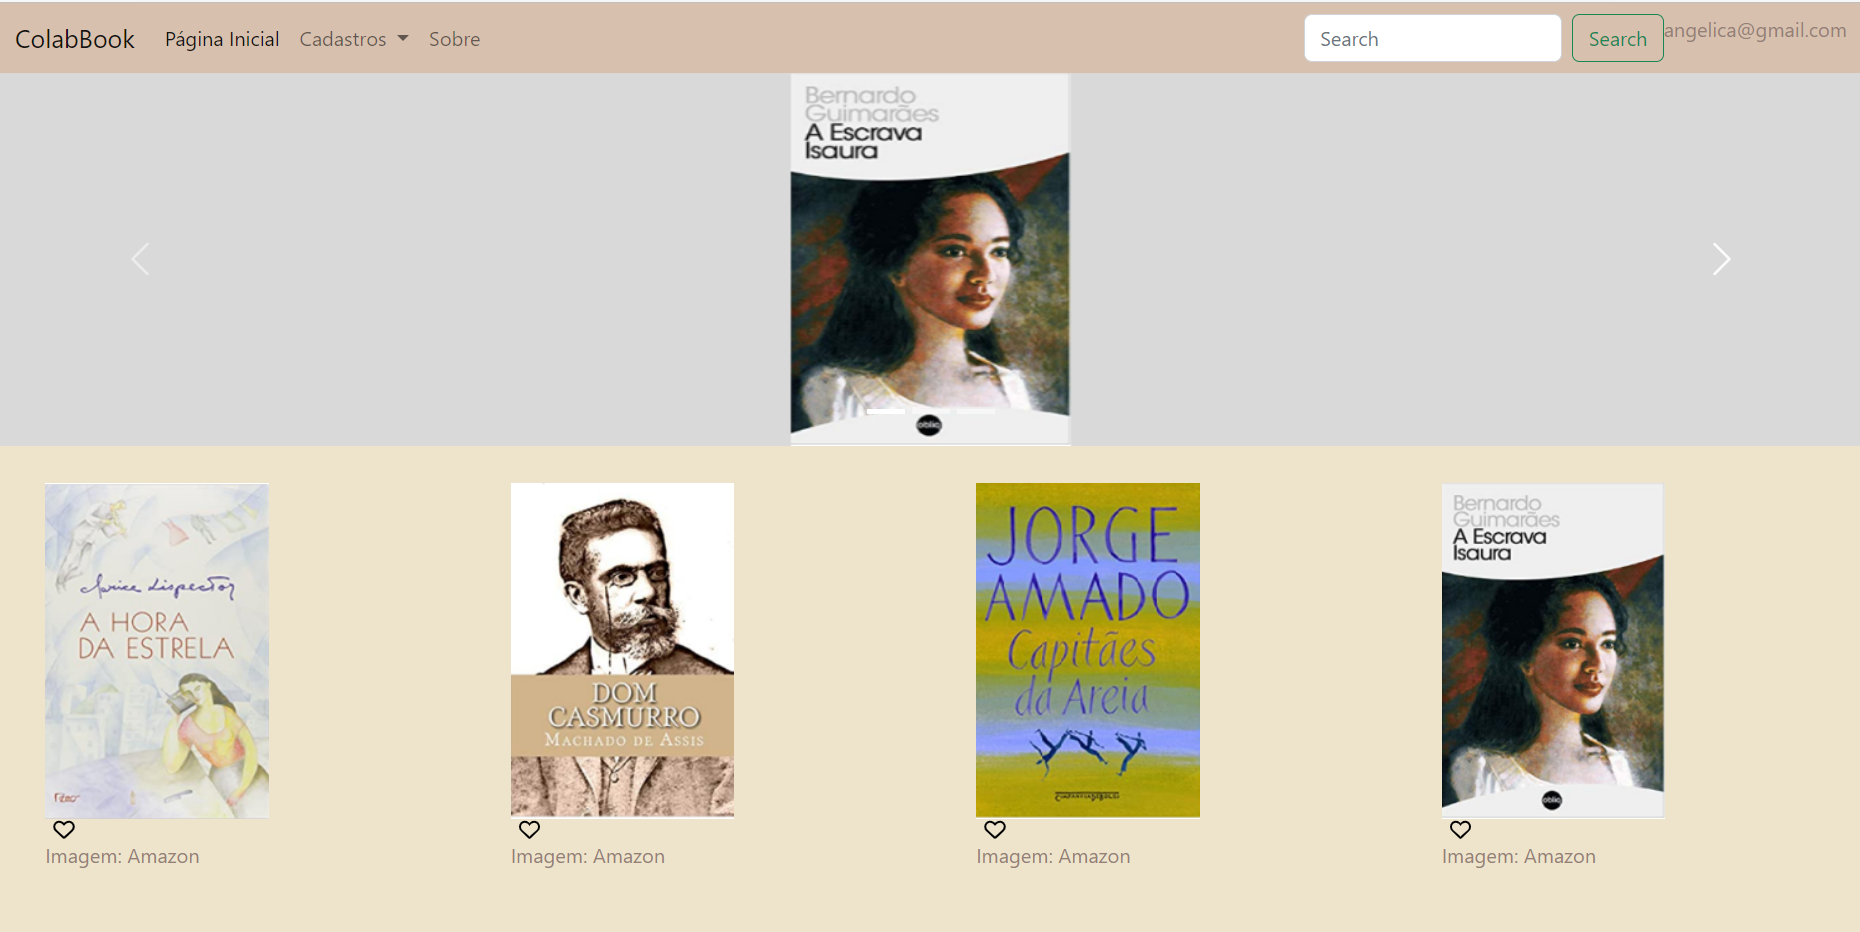 ColabBook Página Inicial Cadastros Sobre Search Search angelica@gmail.com
Bernardo
Guimarães
A Escrava
Isaura
oblíq
Clarice Lispector
A HORA
DA ESTRELA
Rocco
DOM
CASMURRO
MACHADO DE ASSIS
JORGE
AMADO
Capitães
da Areia
Bernardo
Guimarães
A Escrava
Isaura
Imagem: Amazon
Imagem: Amazon
Imagem: Amazon
Imagem: Amazon